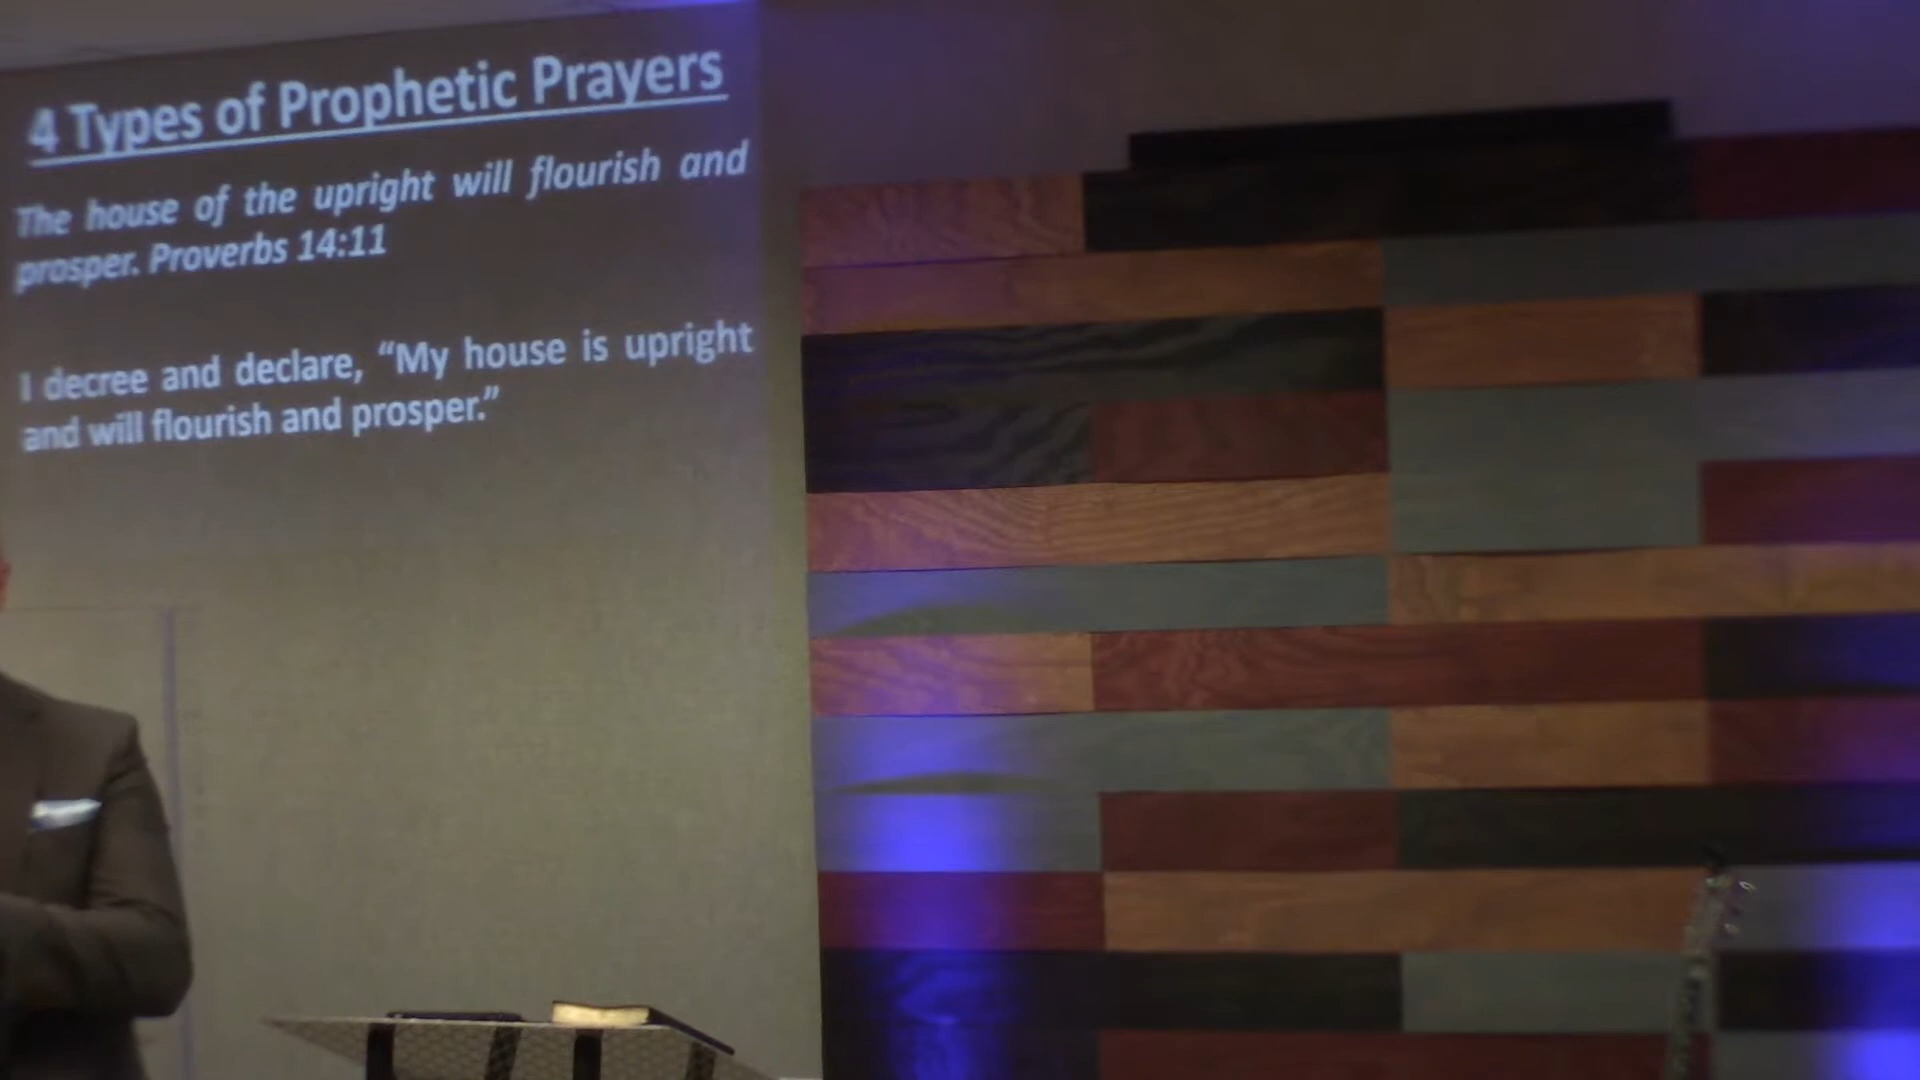 4 Types of Prophetic Prayers
The house of the upright will flourish and
prosper. Proverbs 14:11
I decree and declare, “My house is upright
and will flourish and prosper.”